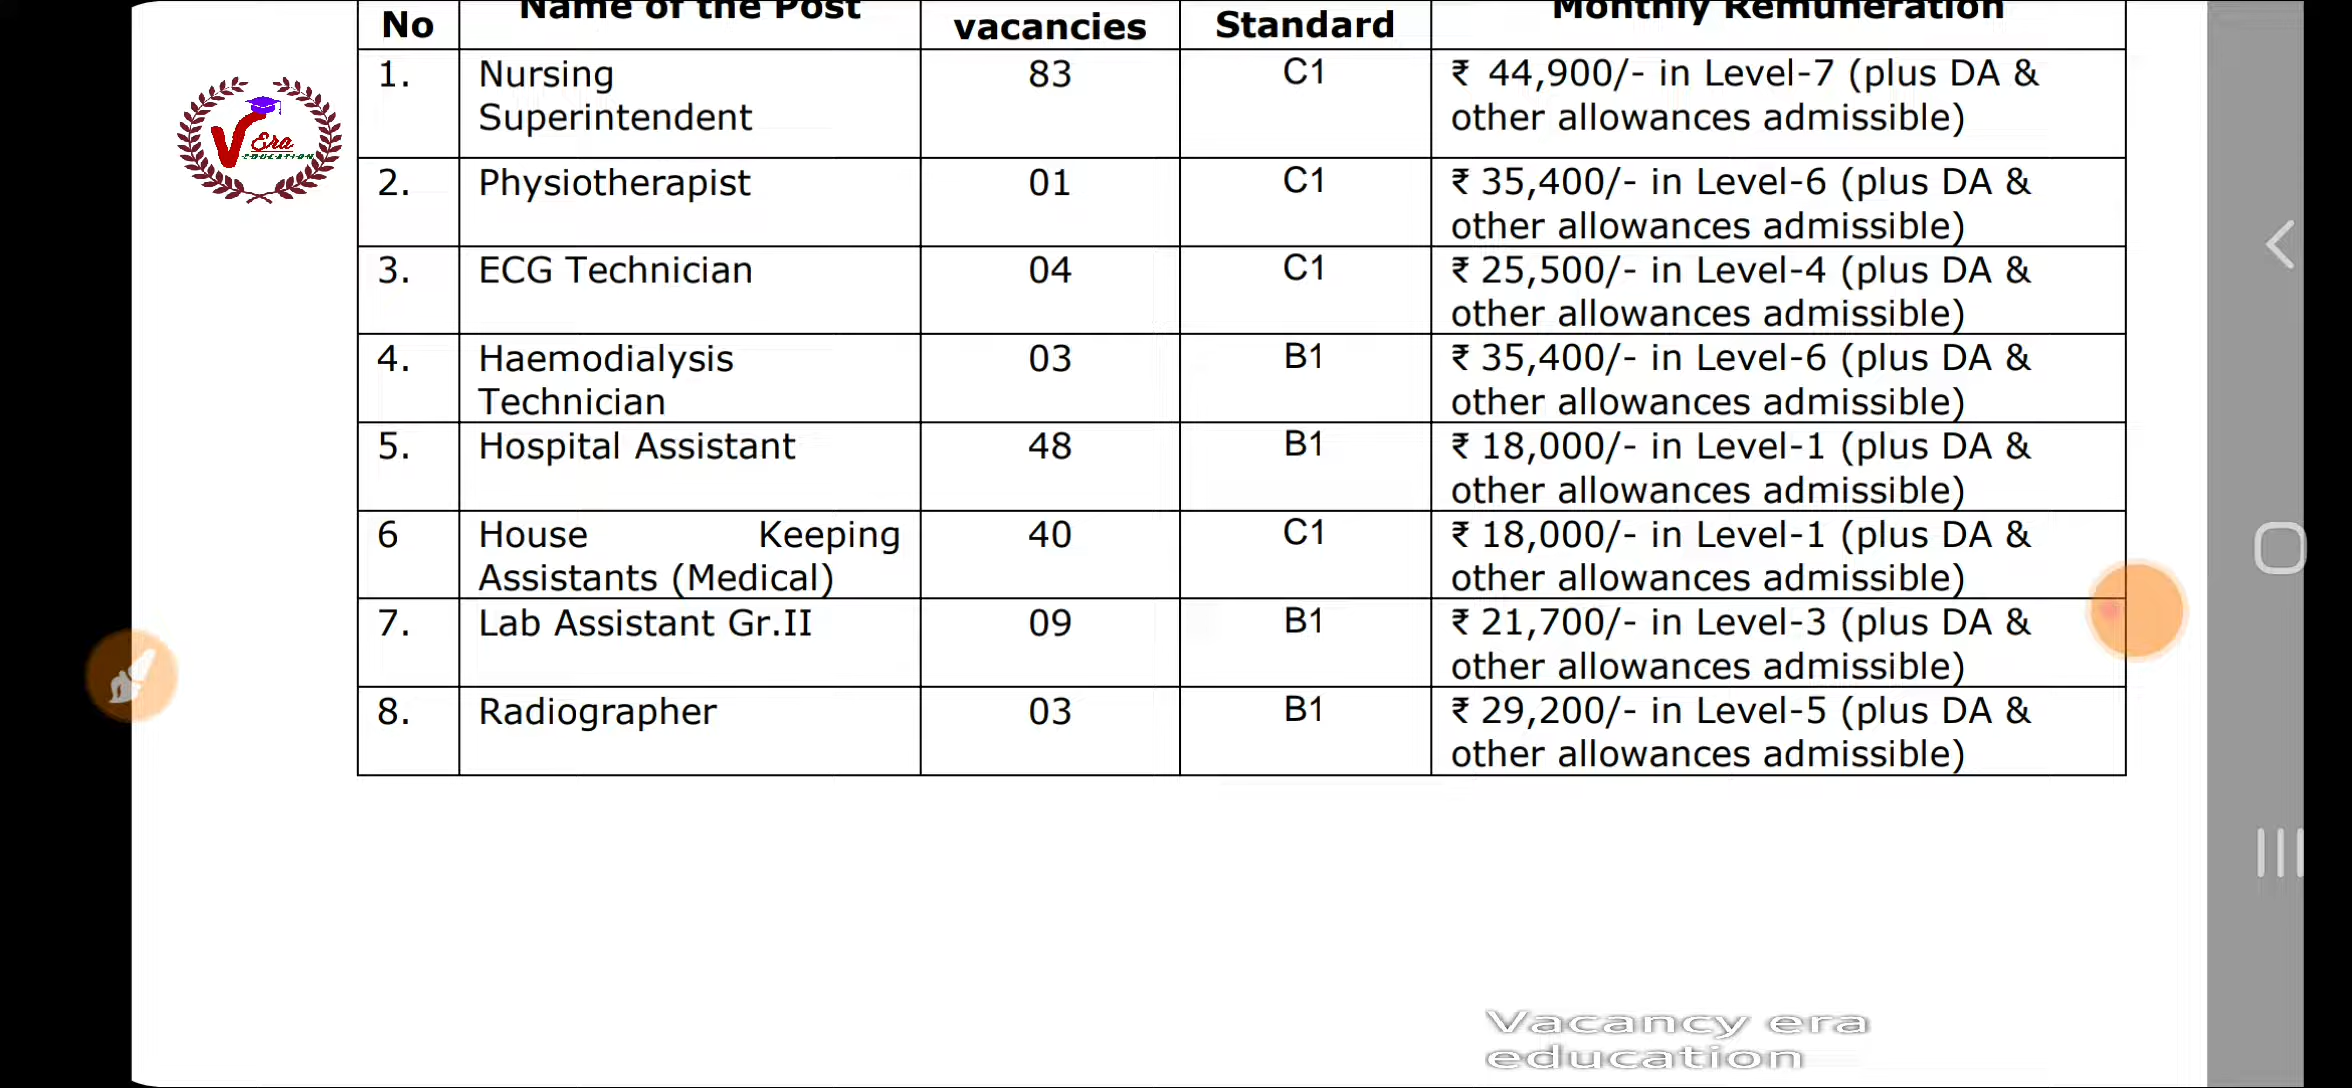 No Name of the Post vacancies Standard Monthly Remuneration
1. Nursing 83 C1 ₹ 44,900/- in Level-7 (plus DA &
Superintendent other allowances admissible)
2. Physiotherapist 01 C1 ₹ 35,400/- in Level-6 (plus DA &
other allowances admissible)
3. ECG Technician 04 C1 ₹ 25,500/- in Level-4 (plus DA &
other allowances admissible)
4. Haemodialysis 03 B1 ₹ 35,400/- in Level-6 (plus DA &
Technician other allowances admissible)
5. Hospital Assistant 48 B1 ₹ 18,000/- in Level-1 (plus DA &
other allowances admissible)
6 House Keeping 40 C1 ₹ 18,000/- in Level-1 (plus DA &
Assistants (Medical) other allowances admissible)
7. Lab Assistant Gr.II 09 B1 ₹ 21,700/- in Level-3 (plus DA &
other allowances admissible)
8. Radiographer 03 B1 ₹ 29,200/- in Level-5 (plus DA &
other allowances admissible)
V Era
EDUCATION
Vacancy era
education